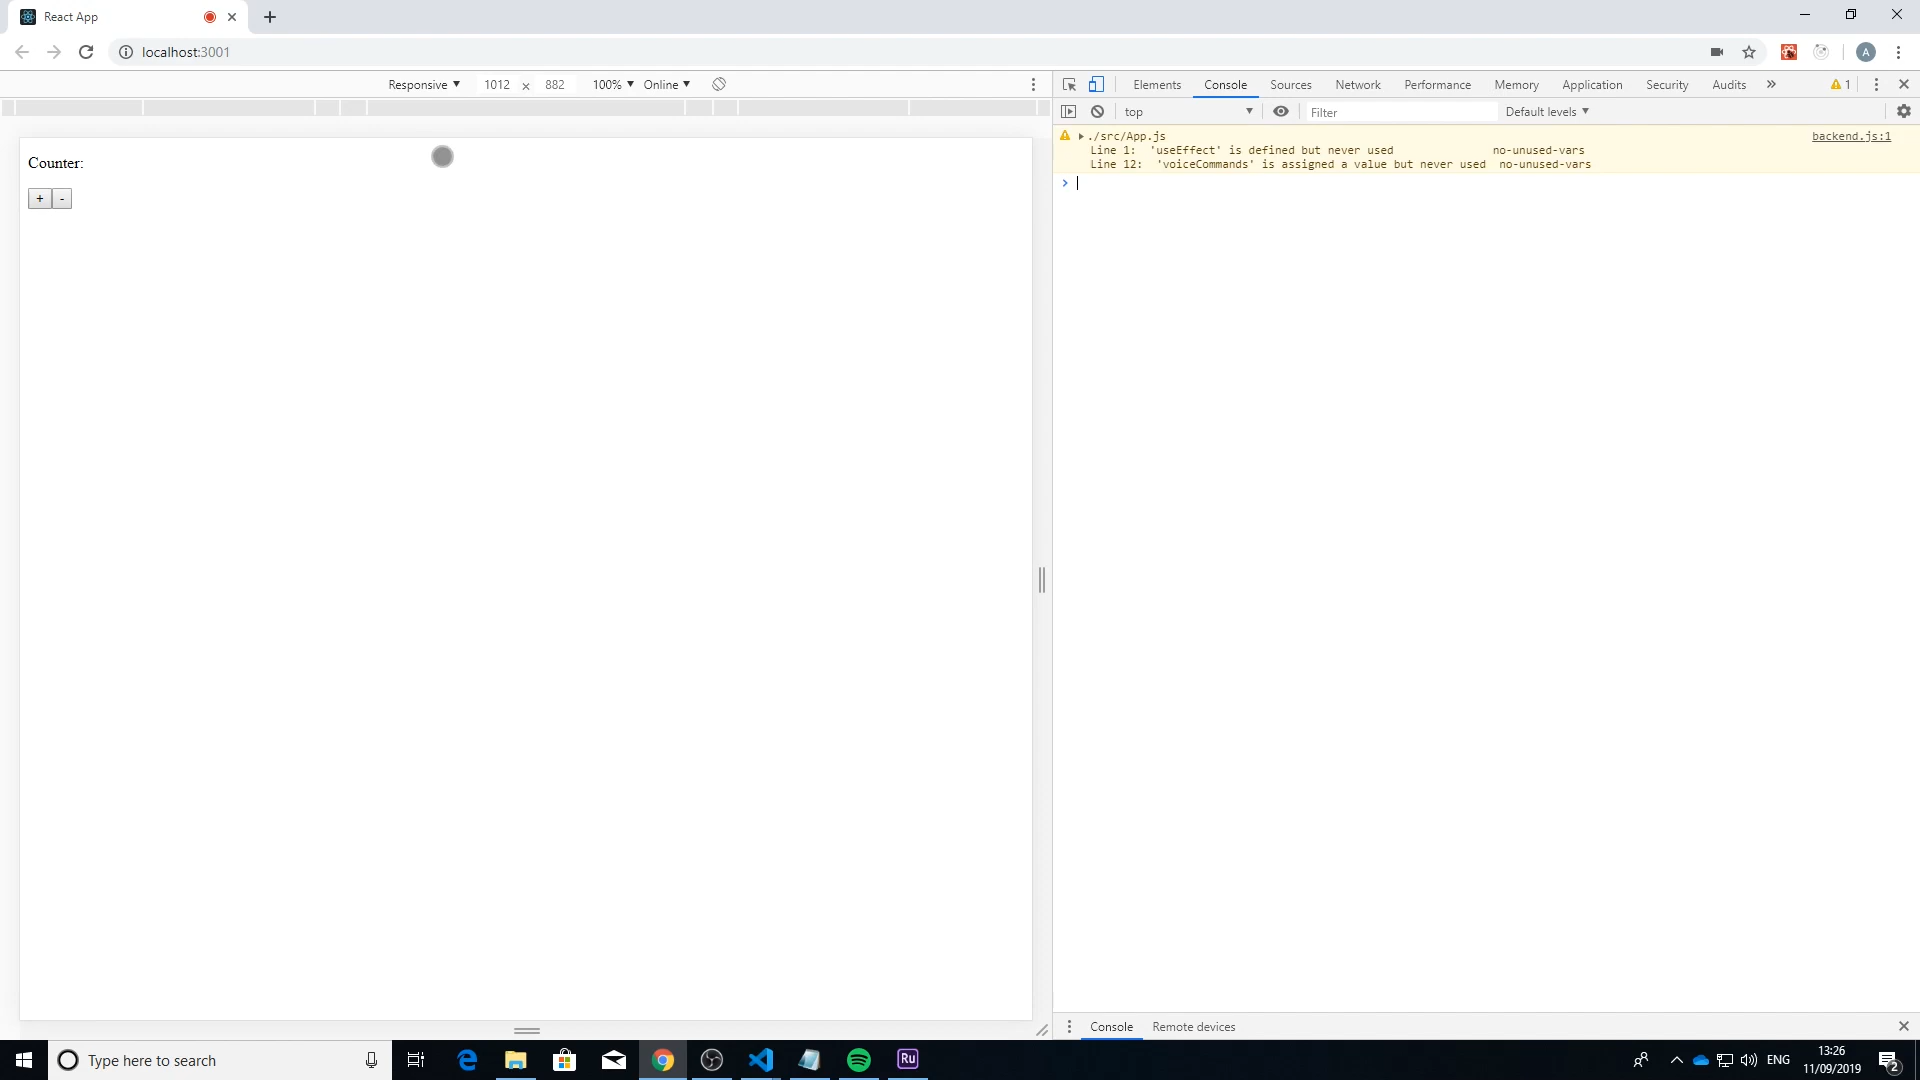 React App
localhost:3001
A
Responsive 1012 x 882 100% Online
Elements Console Sources Network Performance Memory Application Security Audits 1
top Filter Default levels
./src/App.js backend.js:1
Line 1: 'useEffect' is defined but never used no-unused-vars
Line 12: 'voiceCommands' is assigned a value but never used no-unused-vars
Counter:
+ -
Console Remote devices
Type here to search
Ru
ENG
13:26
11/09/2019
2